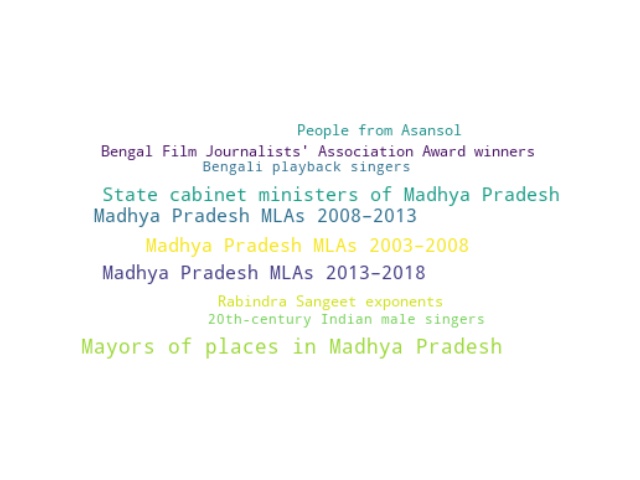 People from Asansol
Bengal Film Journalists' Association Award winners
Bengali playback singers
State cabinet ministers of Madhya Pradesh
Madhya Pradesh MLAs 2008–2013
Madhya Pradesh MLAs 2003–2008
Madhya Pradesh MLAs 2013–2018
Rabindra Sangeet exponents
20th-century Indian male singers
Mayors of places in Madhya Pradesh